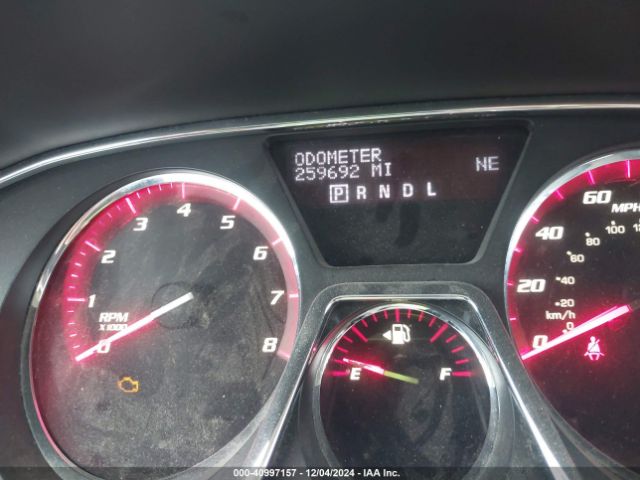 ODOMETER
259692 MI NE
P R N D L
0 1 2 3 4 5 6 7 8
RPM
X1000
E F
0 20 40 60
MPH
0 20 40 60 80 100
km/h
000-40997157 - 12/04/2024 - IAA Inc.